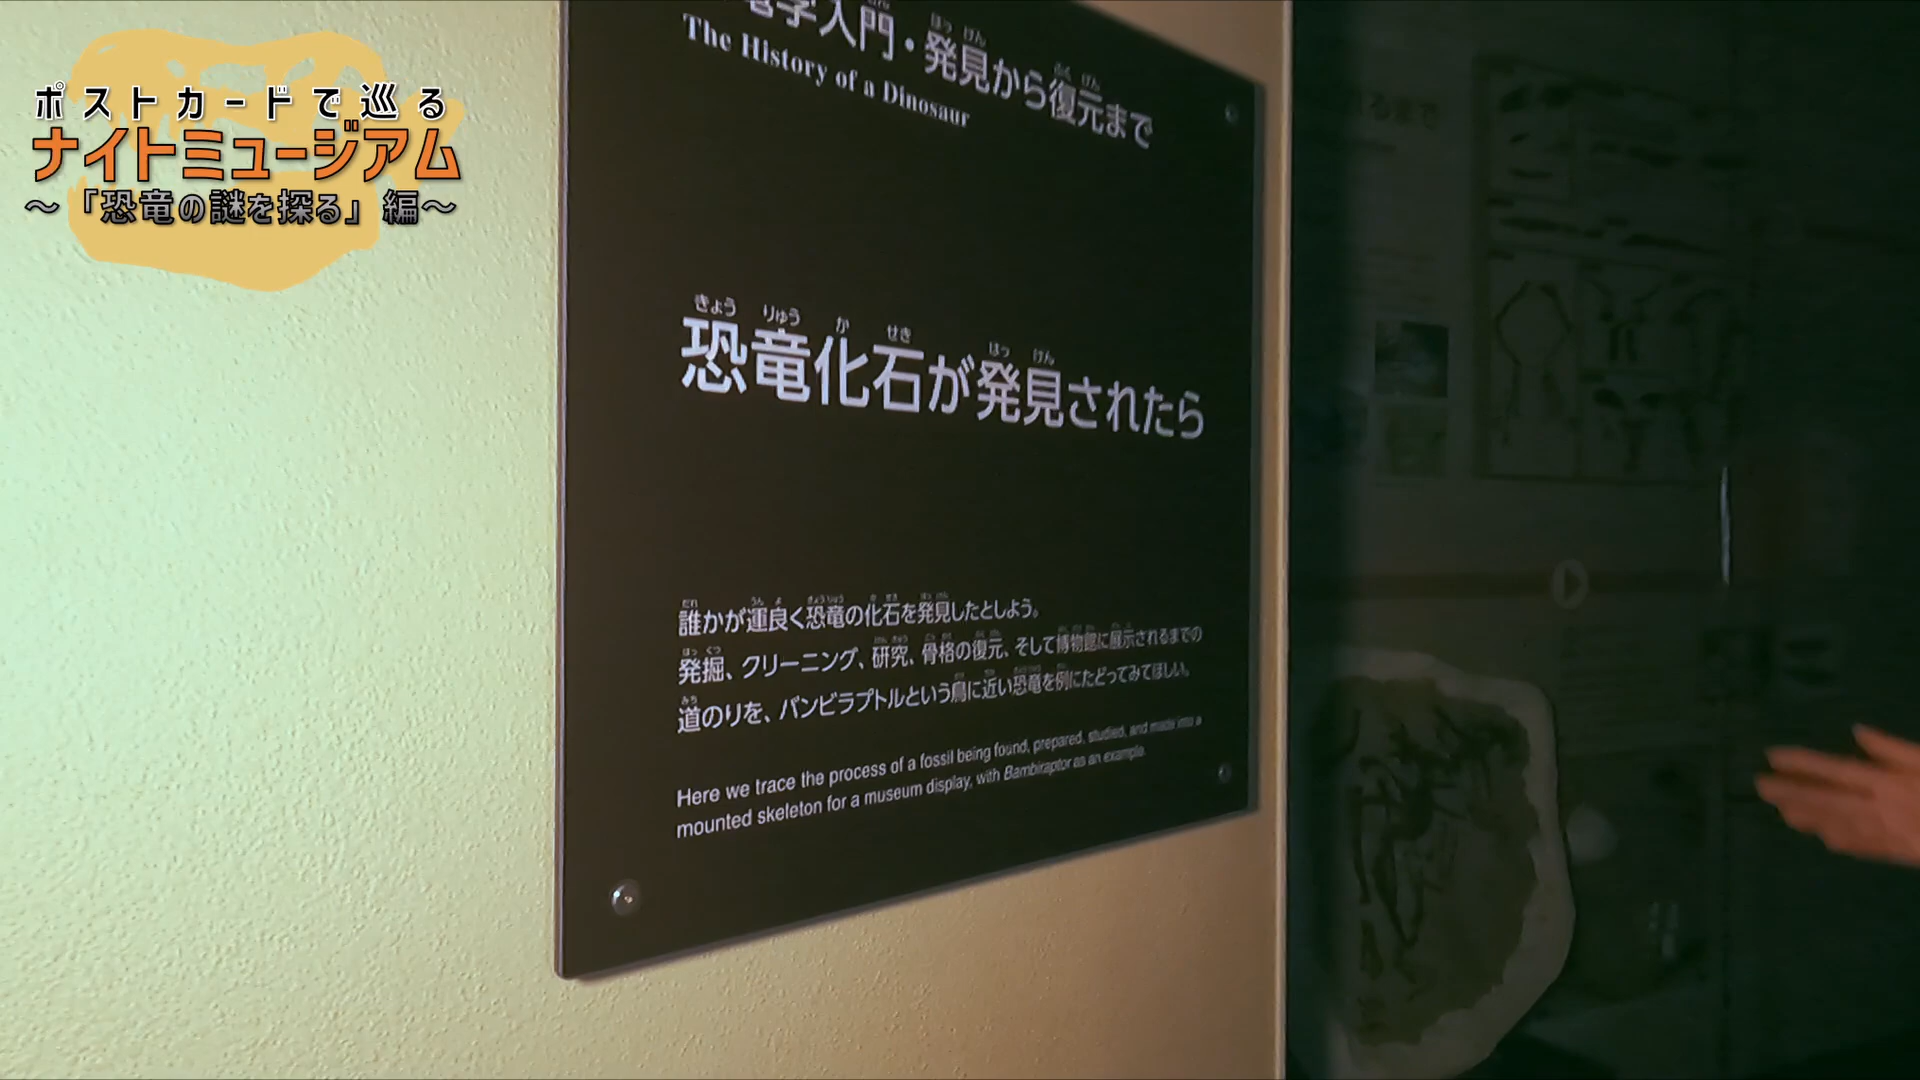 ポストカードで巡る
ナイトミュージアム
～「恐竜の謎を探る」編～
竜学入門・発見から復元まで
The History of a Dinosaur
恐竜化石が発見されたら
誰かが運良く恐竜の化石を発見したとしよう。
発掘、クリーニング、研究、骨格の復元、そして博物館に展示されるまでの
道のりを、バンビラプトルという鳥に近い恐竜を例にたどってみてほしい。
Here we trace the process of a fossil being found, prepared, studied, and made into a
mounted skeleton for a museum display, with Bambiraptor as an example.